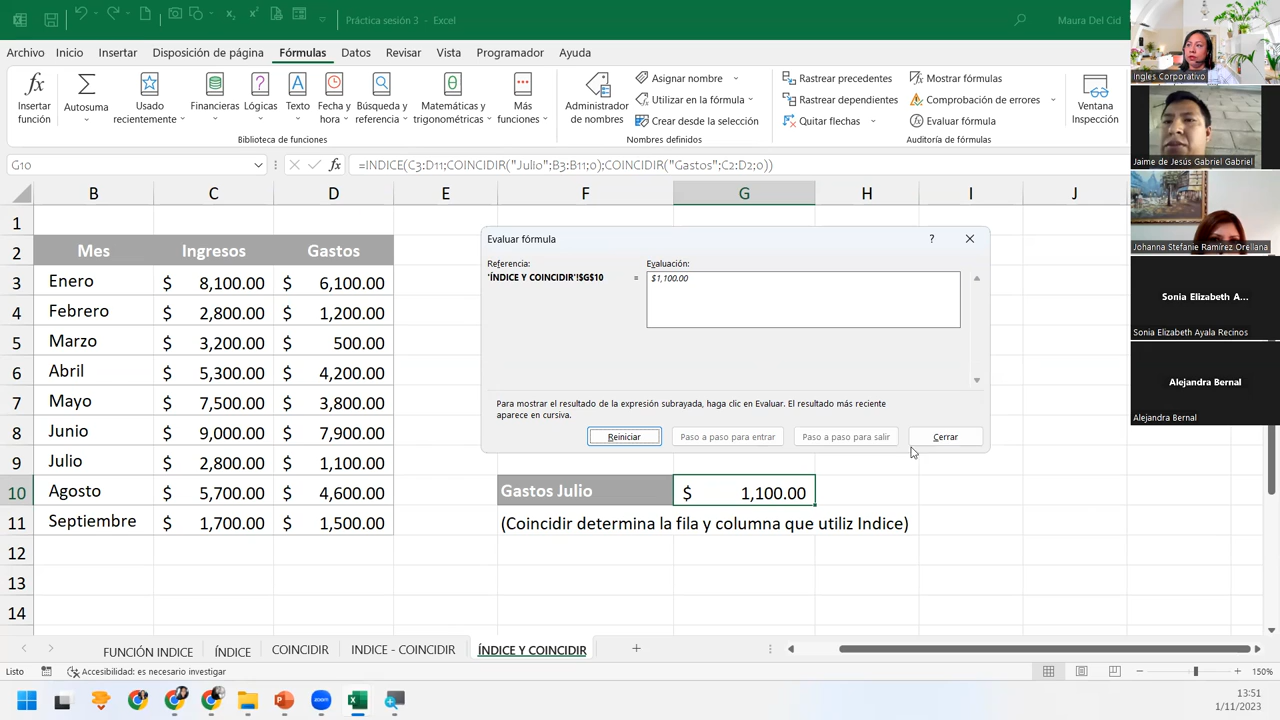 Práctica sesión 3 - Excel
Maura Del Cid
Archivo Inicio Insertar Disposición de página Fórmulas Datos Revisar Vista Programador Ayuda
Insertar función
Autosuma
Usado recientemente
Financieras
Lógicas
Texto
Fecha y hora
Búsqueda y referencia
Matemáticas y trigonométricas
Más funciones
Biblioteca de funciones
Administrador de nombres
Asignar nombre
Utilizar en la fórmula
Crear desde la selección
Nombres definidos
Rastrear precedentes
Rastrear dependientes
Quitar flechas
Mostrar fórmulas
Comprobación de errores
Evaluar fórmula
Auditoría de fórmulas
Ventana Inspección
G10
fx =INDICE(C3:D11;COINCIDIR("Julio";B3:B11;0);COINCIDIR("Gastos";C2:D2;0))
B C D E F G H I J
1
2 Mes Ingresos Gastos
3 Enero $ 8,100.00 $ 6,100.00
4 Febrero $ 2,800.00 $ 1,200.00
5 Marzo $ 3,200.00 $ 500.00
6 Abril $ 5,300.00 $ 4,200.00
7 Mayo $ 7,500.00 $ 3,800.00
8 Junio $ 9,000.00 $ 7,900.00
9 Julio $ 2,800.00 $ 1,100.00
10 Agosto $ 5,700.00 $ 4,600.00 Gastos Julio $ 1,100.00
11 Septiembre $ 1,700.00 $ 1,500.00 (Coincidir determina la fila y columna que utiliz Indice)
12
13
14
Evaluar fórmula ?
Referencia: Evaluación:
'ÍNDICE Y COINCIDIR'!$G$10 = $1,100.00
Para mostrar el resultado de la expresión subrayada, haga clic en Evaluar. El resultado más reciente
aparece en cursiva.
Reiniciar Paso a paso para entrar Paso a paso para salir Cerrar
Ingles Corporativo
Jaime de Jesús Gabriel Gabriel
Johanna Stefanie Ramírez Orellana
Sonia Elizabeth A...
Sonia Elizabeth Ayala Recinos
Alejandra Bernal
Alejandra Bernal
FUNCIÓN INDICE ÍNDICE COINCIDIR INDICE - COINCIDIR ÍNDICE Y COINCIDIR
Listo Accesibilidad: es necesario investigar 150%
zoom
13:51
1/11/2023